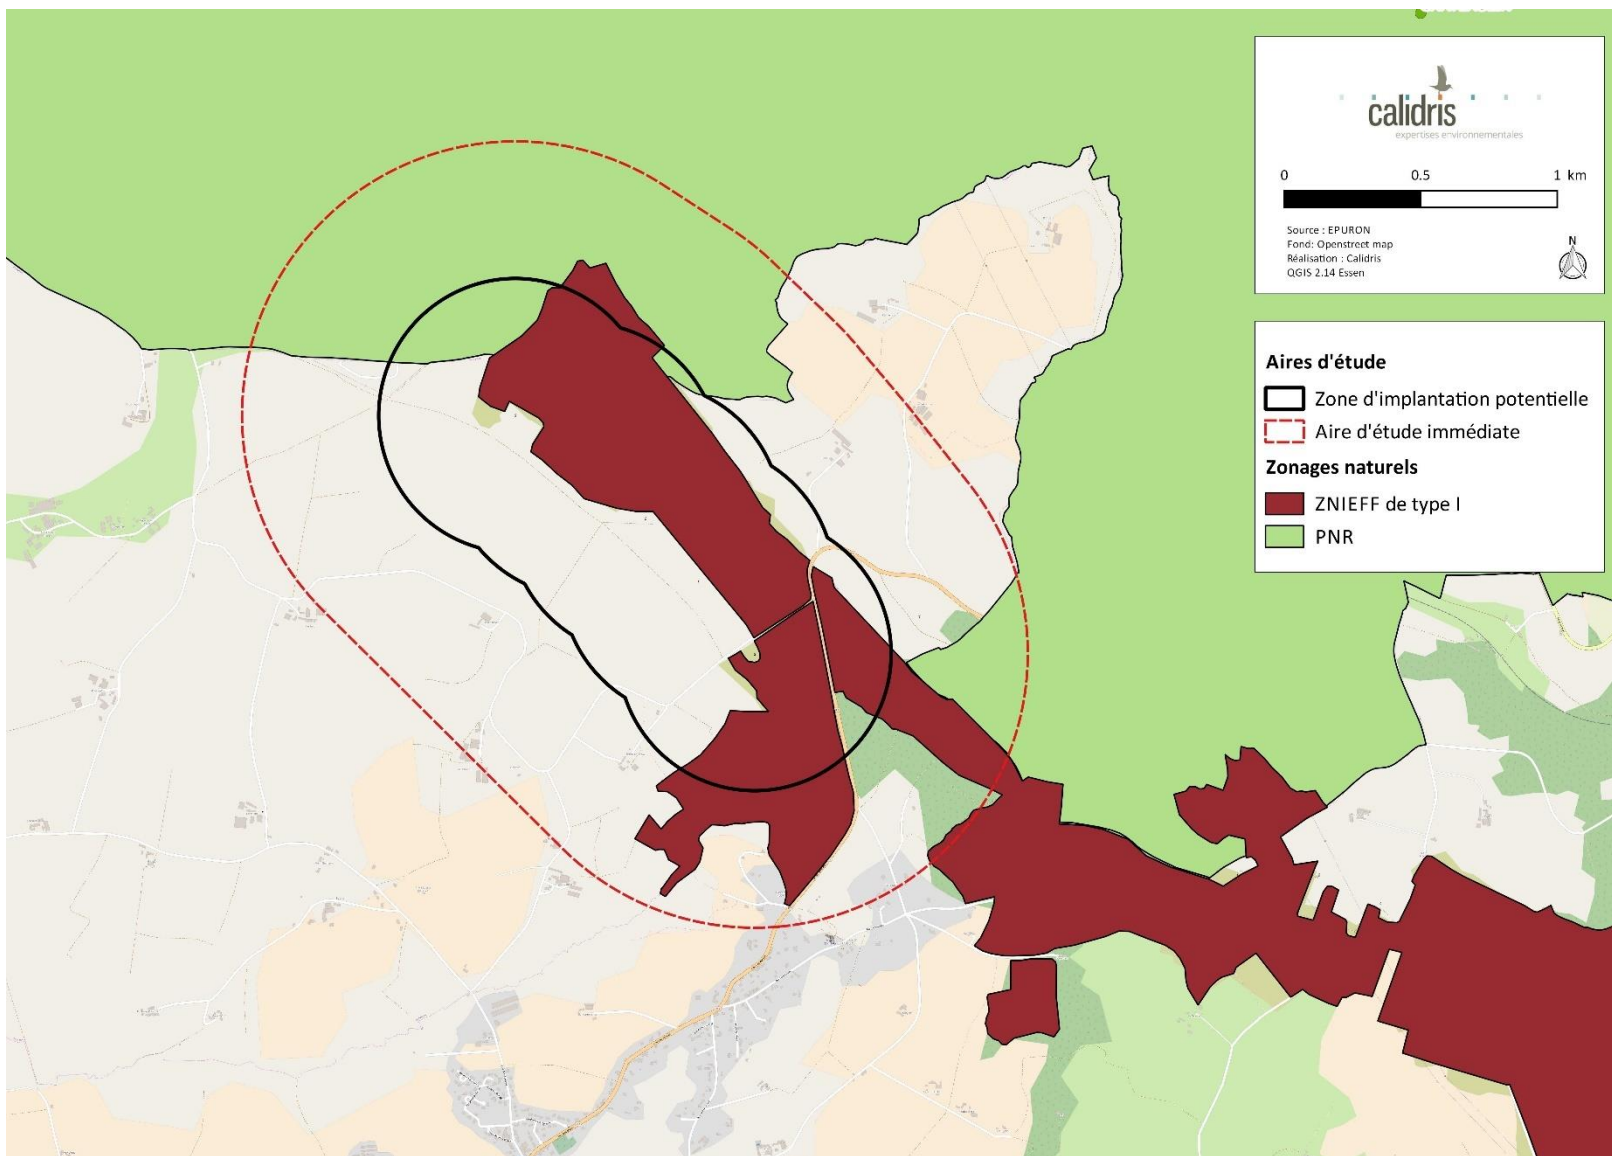 calidris
expertises environnementales
0 0.5 1 km
Source : EPURON
Fond: Openstreet map
Réalisation : Calidris
QGIS 2.14 Essen
N
Aires d'étude
Zone d'implantation potentielle
Aire d'étude immédiate
Zonages naturels
ZNIEFF de type I
PNR